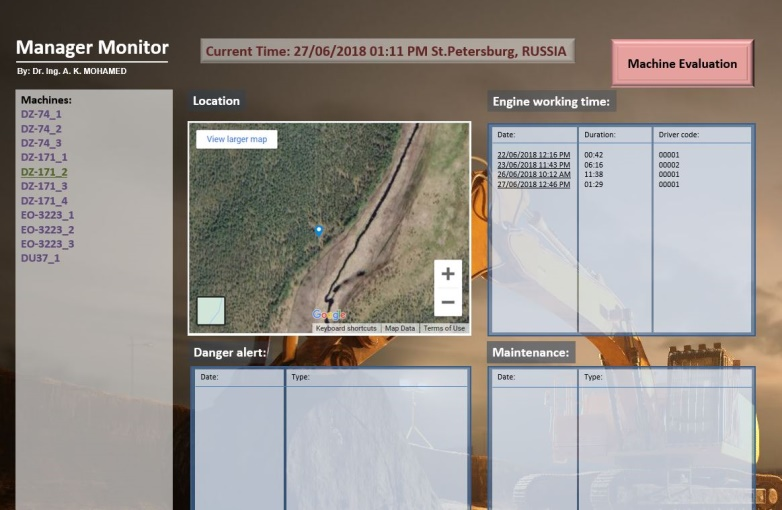 Manager Monitor
By: Dr. Ing. A. K. MOHAMED
Current Time: 27/06/2018 01:11 PM St.Petersburg, RUSSIA
Machine Evaluation
Machines:
DZ-74_1
DZ-74_2
DZ-74_3
DZ-171_1
DZ-171_2
DZ-171_3
DZ-171_4
EO-3223_1
EO-3223_2
EO-3223_3
DU37_1
Location
View larger map
+
−
Google
Keyboard shortcuts Map Data Terms of Use
Engine working time:
Date: Duration: Driver code:
22/06/2018 12:16 PM 00:42 00001
23/06/2018 11:43 PM 06:16 00002
26/06/2018 10:12 AM 11:38 00001
27/06/2018 12:46 PM 01:29 00001
Danger alert:
Date: Type:
Maintenance:
Date: Type: